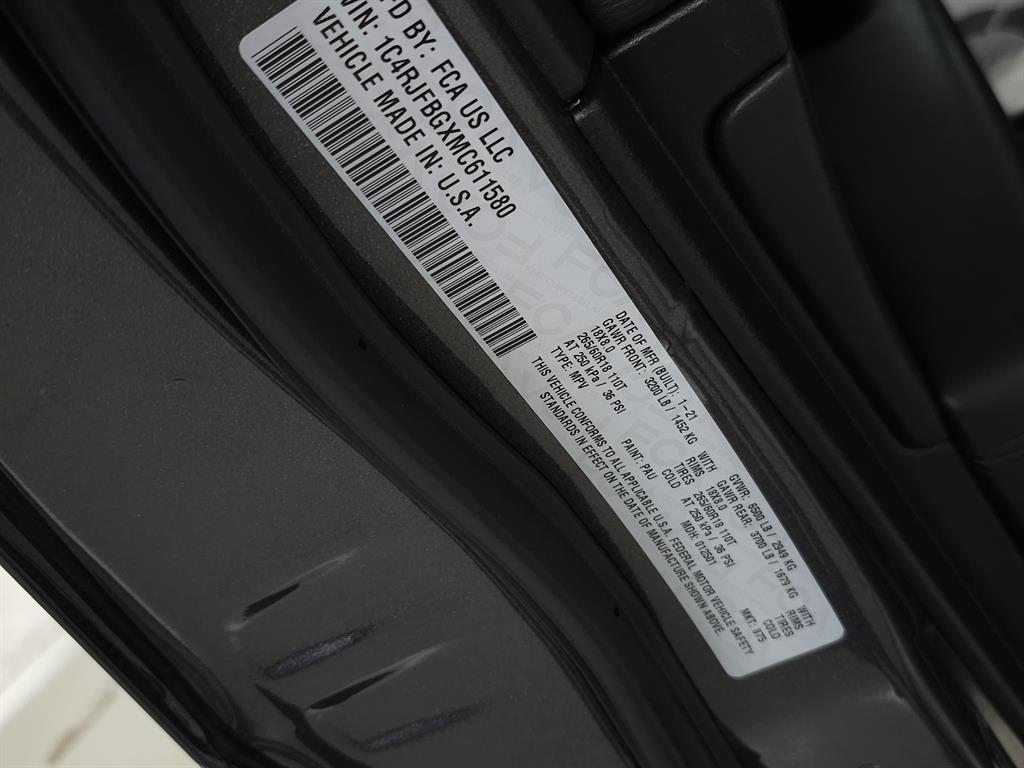 FD BY: FCA US LLC
VIN: 1C4RJFBGXMC611580
VEHICLE MADE IN: U.S.A.
DATE OF MFR (BUILT): 1-21 GVWR: 6500 LB / 2949 KG
GAWR FRONT: 3200 LB / 1452 KG WITH GAWR REAR: 3700 LB / 1679 KG WITH
18X8.0 RIMS 18X8.0 RIMS
265/60R18 110T TIRES 265/60R18 110T TIRES
AT 250 kPa / 36 PSI COLD AT 250 kPa / 36 PSI COLD
TYPE: MPV PAINT: PAU MDH: 012501 MKT: 975
THIS VEHICLE CONFORMS TO ALL APPLICABLE U.S.A. FEDERAL MOTOR VEHICLE SAFETY
STANDARDS IN EFFECT ON THE DATE OF MANUFACTURE SHOWN ABOVE.